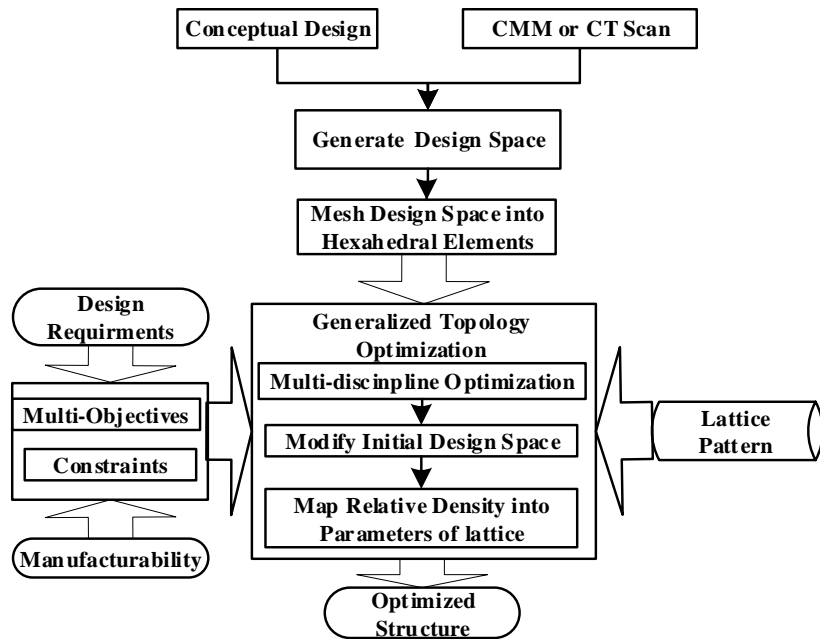 Conceptual Design
CMM or CT Scan
Generate Design Space
Mesh Design Space into
Hexahedral Elements
Design
Requirments
Generalized Topology
Optimization
Multi-discinpline Optimization
Multi-Objectives
Lattice
Pattern
Modify Initial Design Space
Constraints
Map Relative Density into
Parameters of lattice
Manufacturability
Optimized
Structure